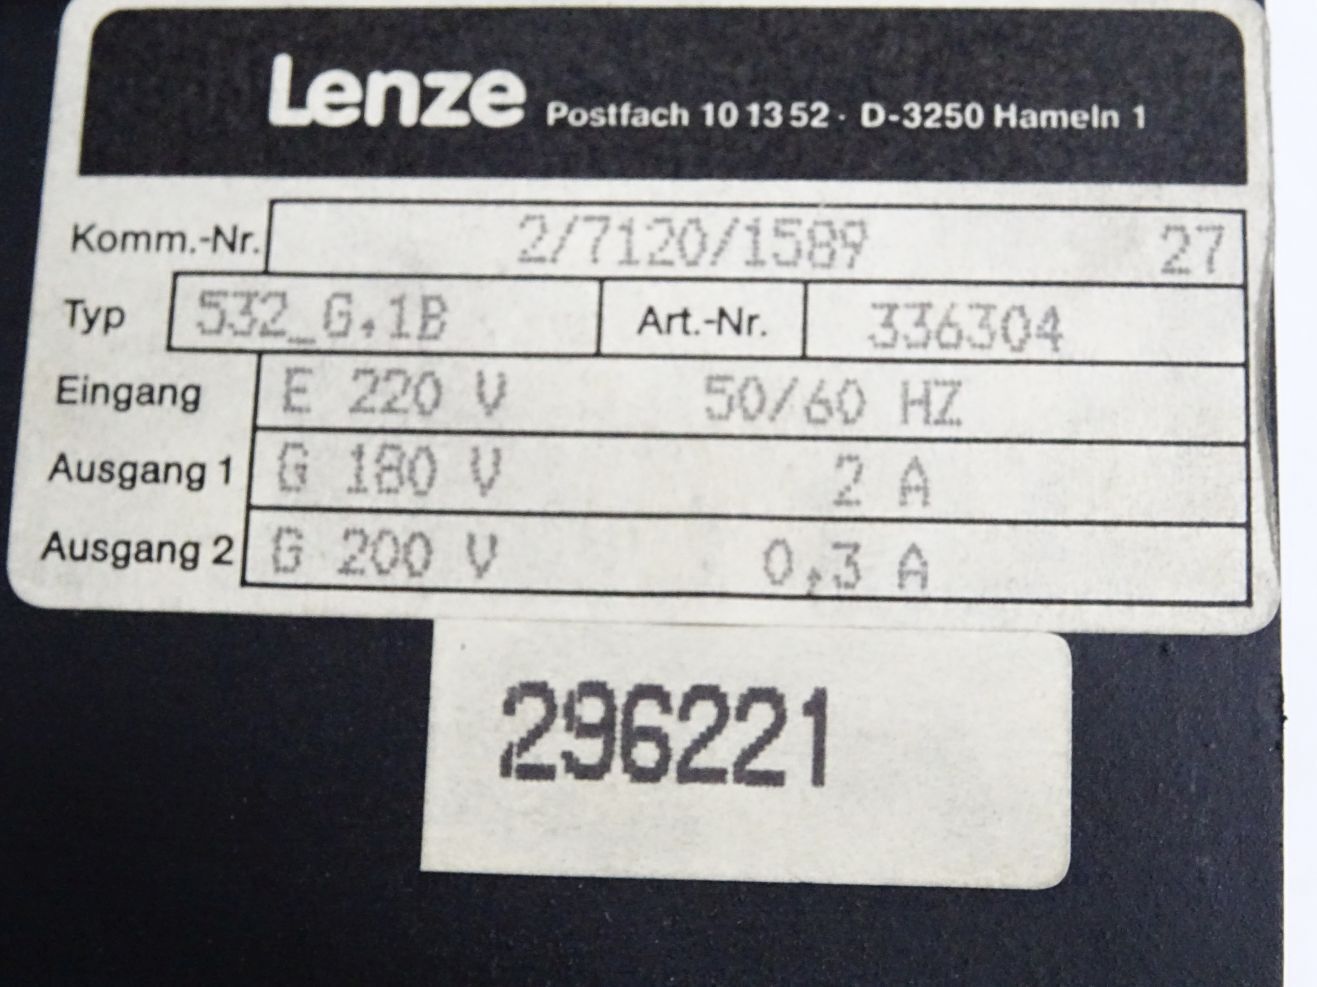 Lenze Postfach 10 13 52 · D-3250 Hameln 1
Komm.-Nr. 2/7120/1589 27
Typ 532_G.1B Art.-Nr. 336304
Eingang E 220 V 50/60 HZ
Ausgang 1 G 180 V 2 A
Ausgang 2 G 200 V 0,3 A
296221